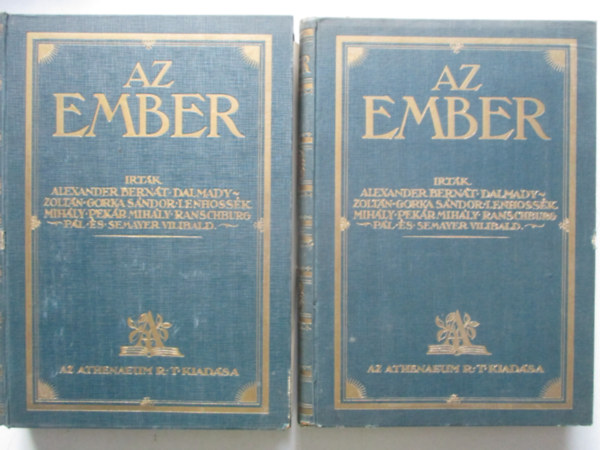 AZ
EMBER
IRTÁK
ALEXANDER BERNÁT · DALMADY
ZOLTÁN · GORKA SÁNDOR · LENHOSSÉK
MIHÁLY · PEKÁR MIHÁLY · RANSCHBURG
PÁL · ÉS · SEMAYER VILIBALD ·
AZ ATHENAEUM R · T · KIADÁSA
AZ
EMBER
IRTÁK
ALEXANDER BERNÁT · DALMADY
ZOLTÁN · GORKA SÁNDOR · LENHOSSÉK
MIHÁLY · PEKÁR MIHÁLY · RANSCHBURG
PÁL · ÉS · SEMAYER VILIBALD ·
AZ ATHENAEUM R · T · KIADÁSA